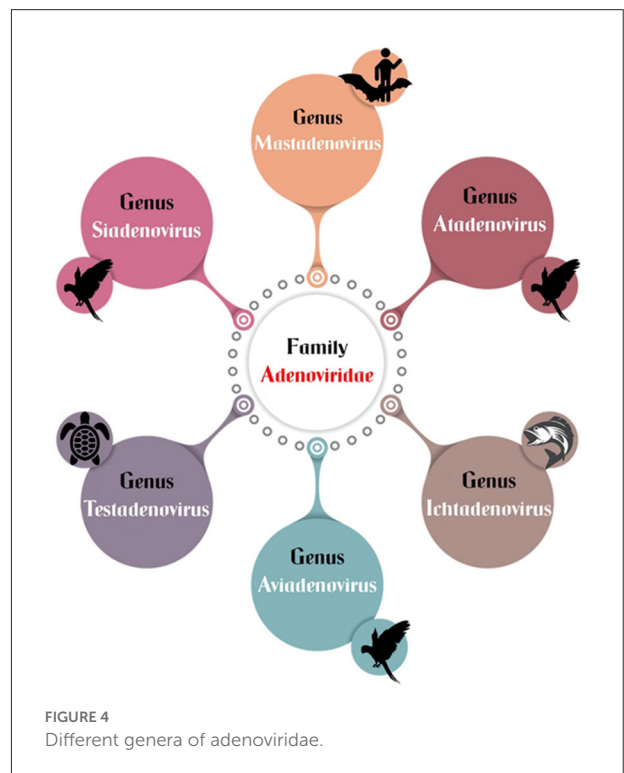 Genus
Mastadenovirus
Genus
Siadenovirus
Genus
Atadenovirus
Family
Adenoviridae
Genus
Testadenovirus
Genus
Ichtadenovirus
Genus
Aviadenovirus
FIGURE 4
Different genera of adenoviridae.